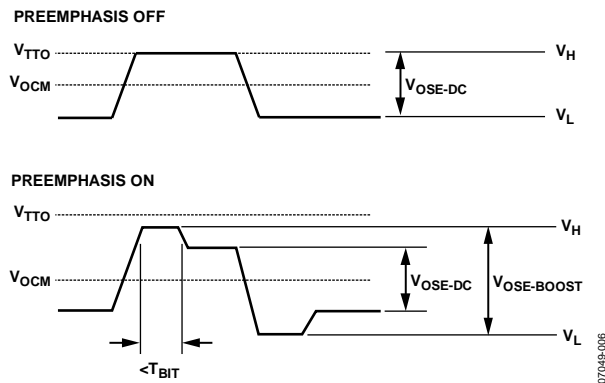 PREEMPHASIS OFF
VTTO
VOCM
VH
VOSE-DC
VL
PREEMPHASIS ON
VTTO
VOCM
VH
VOSE-DC
VOSE-BOOST
VL
<TBIT
07049-006